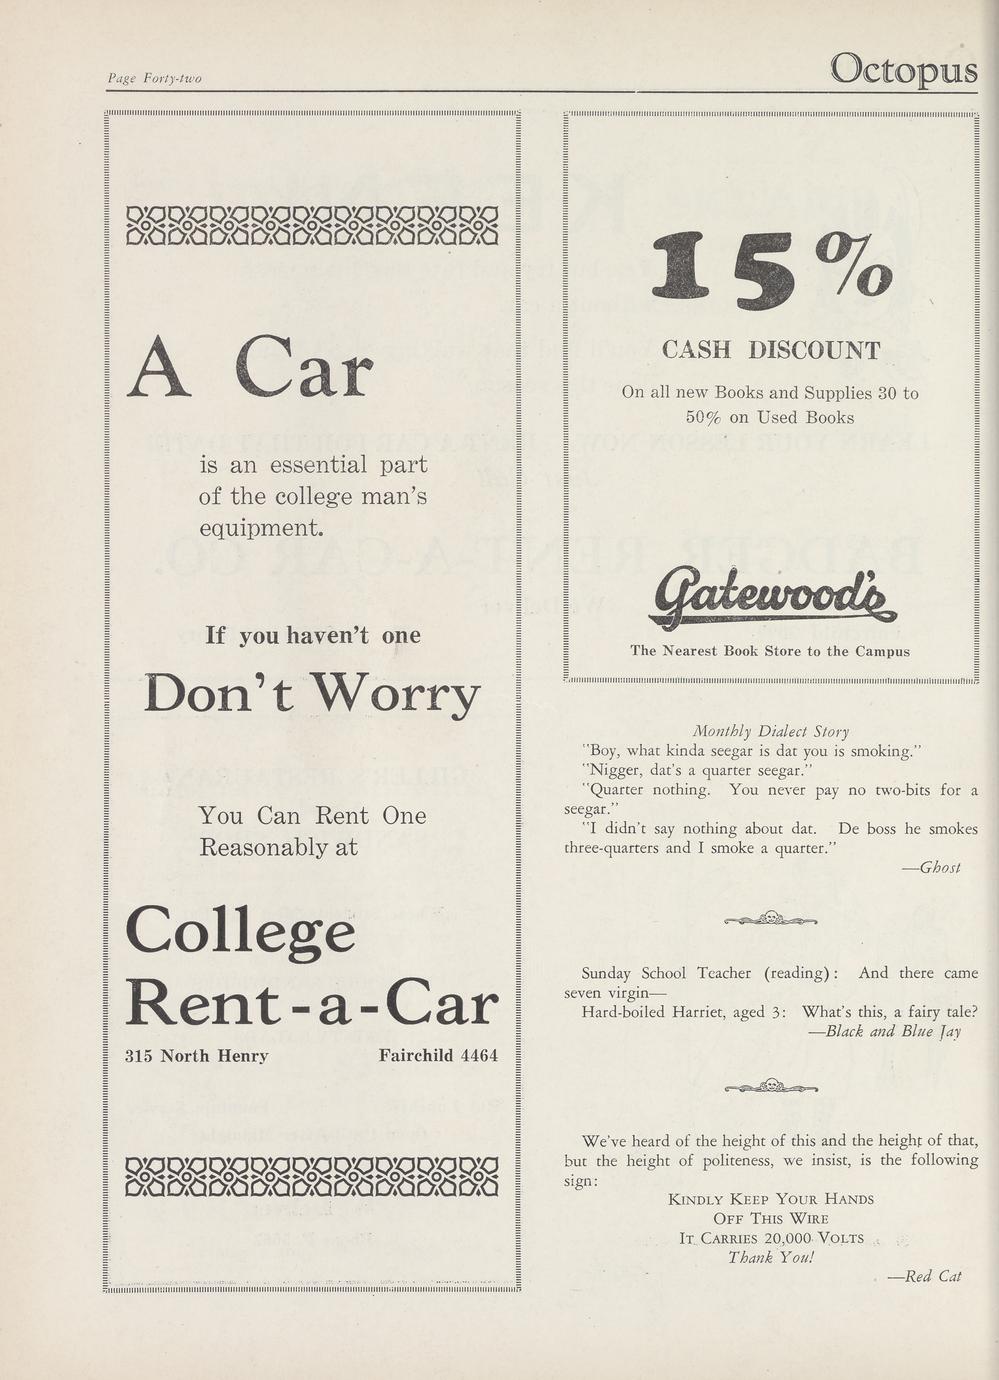 Page Forty-two
Octopus
A Car
is an essential part
of the college man's
equipment.
If you haven't one
Don't Worry
You Can Rent One
Reasonably at
College
Rent-a-Car
315 North Henry Fairchild 4464
15%
CASH DISCOUNT
On all new Books and Supplies 30 to
50% on Used Books
Gatewood's
The Nearest Book Store to the Campus
Monthly Dialect Story
"Boy, what kinda seegar is dat you is smoking."
"Nigger, dat's a quarter seegar."
"Quarter nothing. You never pay no two-bits for a
seegar."
"I didn't say nothing about dat. De boss he smokes
three-quarters and I smoke a quarter."
—Ghost
Sunday School Teacher (reading): And there came
seven virgin—
Hard-boiled Harriet, aged 3: What's this, a fairy tale?
—Black and Blue Jay
We've heard of the height of this and the height of that,
but the height of politeness, we insist, is the following
sign:
KINDLY KEEP YOUR HANDS
OFF THIS WIRE
IT CARRIES 20,000 VOLTS
Thank You!
—Red Cat